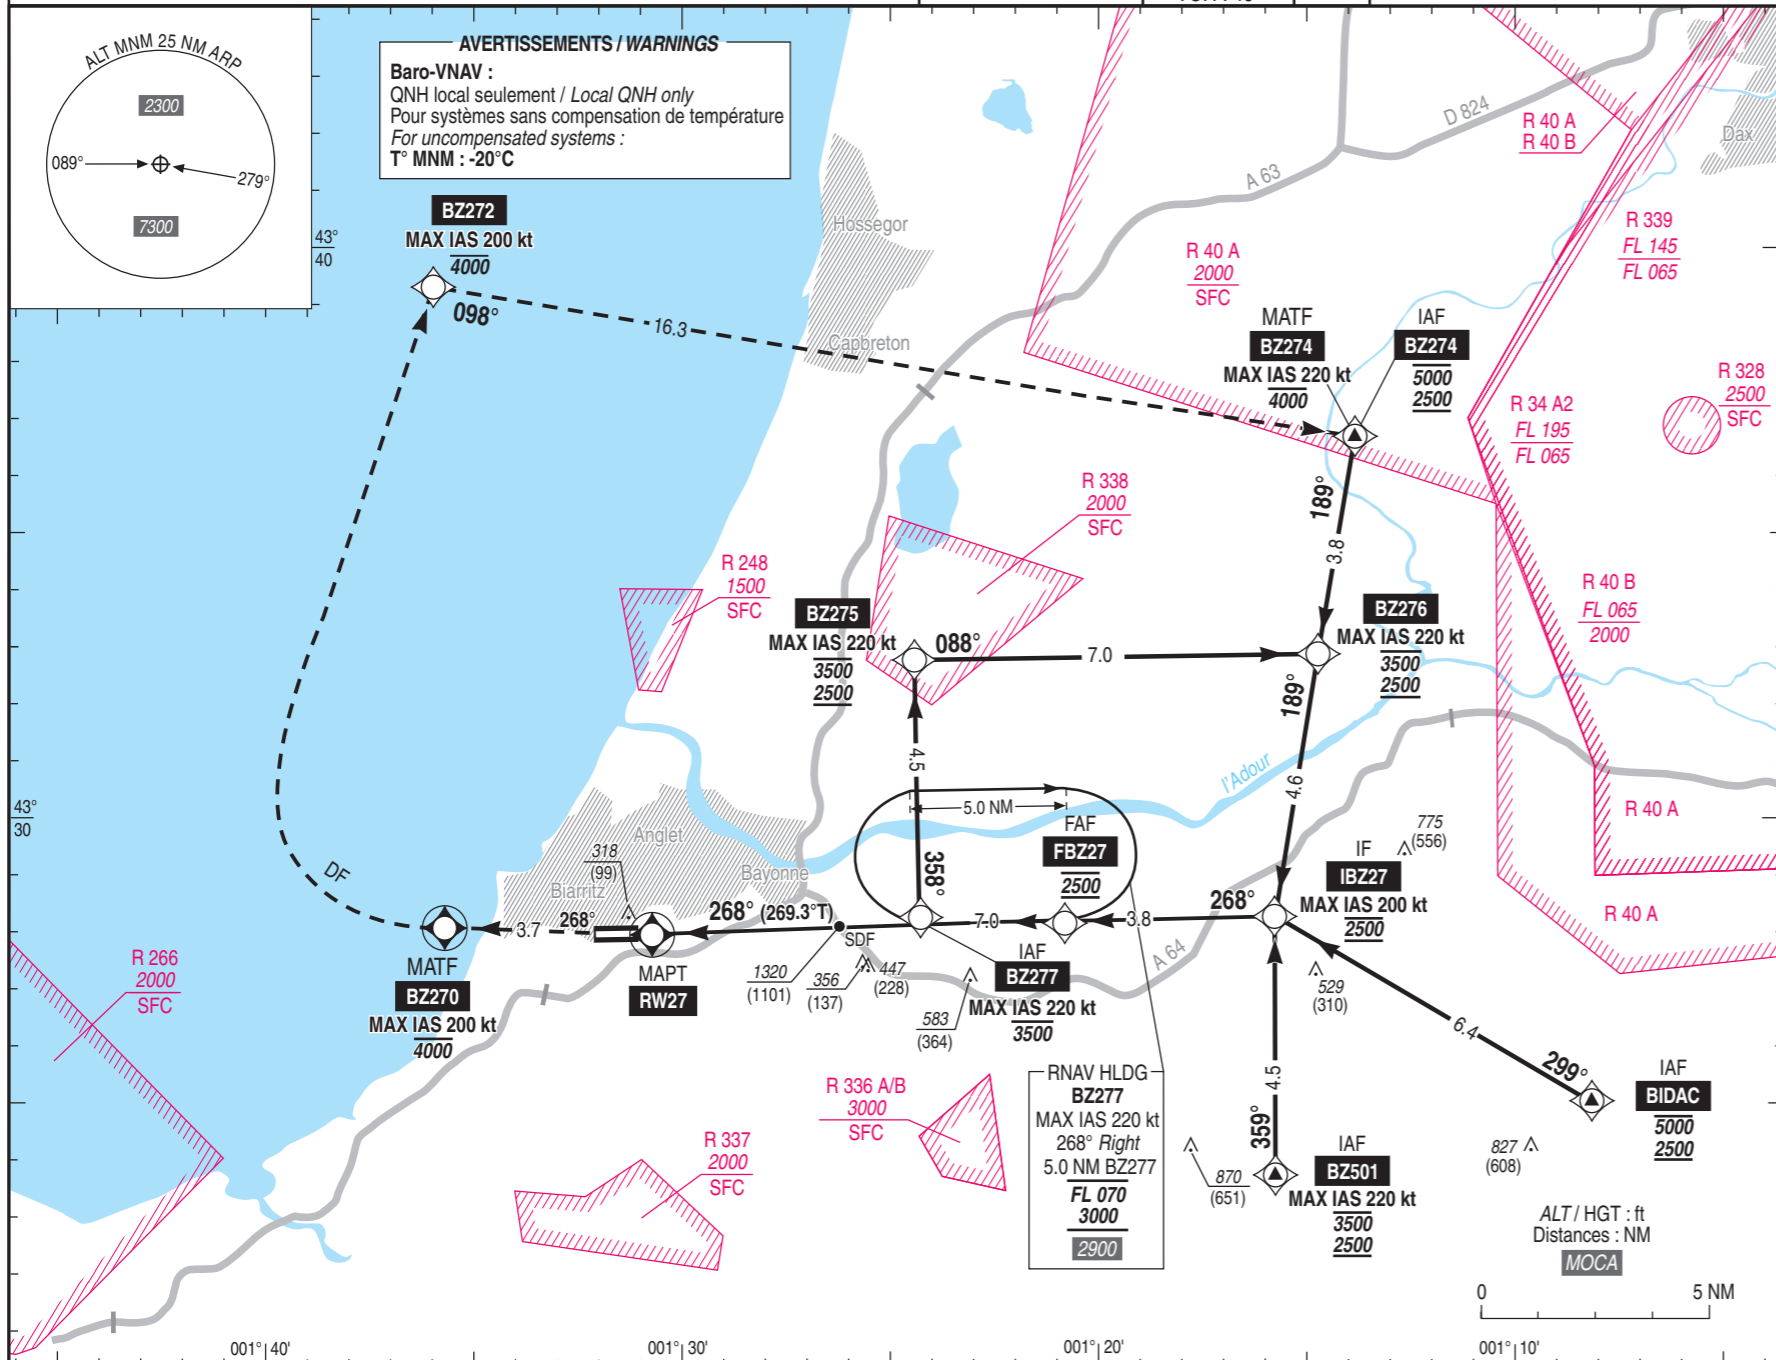 ALT MNM 25 NM ARP
2300
089°
279°
7300
AVERTISSEMENTS / WARNINGS
Baro-VNAV :
QNH local seulement / Local QNH only
Pour systèmes sans compensation de température
For uncompensated systems :
T° MNM : -20°C
BZ272
MAX IAS 200 kt
4000
098°
16.3
43°
40
Hossegor
Capbreton
A 63
D 824
Dax
R 40 A
R 40 B
R 339
FL 145
FL 065
R 40 A
2000
SFC
MATF
BZ274
MAX IAS 220 kt
4000
IAF
BZ274
5000
2500
R 34 A2
FL 195
FL 065
R 328
2500
SFC
189°
3.8
R 338
2000
SFC
R 248
1500
SFC
BZ275
MAX IAS 220 kt
3500
2500
088°
7.0
BZ276
MAX IAS 220 kt
3500
2500
R 40 B
FL 065
2000
189°
4.6
4.5
358°
5.0 NM
l'Adour
43°
30
R 40 A
R 40 A
775
(556)
FAF
FBZ27
2500
IF
IBZ27
MAX IAS 200 kt
2500
DF
Anglet
Biarritz
Bayonne
318
(99)
268° (269.3°T)
268°
3.7
7.0
3.8
268°
SDF
1320
(1101)
356
(137)
447
(228)
583
(364)
IAF
BZ277
MAX IAS 220 kt
3500
A 64
529
(310)
6.4
299°
MATF
BZ270
MAX IAS 200 kt
4000
MAPT
RW27
R 266
2000
SFC
R 336 A/B
3000
SFC
R 337
2000
SFC
RNAV HLDG
BZ277
MAX IAS 220 kt
268° Right
5.0 NM BZ277
FL 070
3000
2900
4.5
359°
870
(651)
IAF
BZ501
MAX IAS 220 kt
3500
2500
IAF
BIDAC
5000
2500
827
(608)
ALT / HGT : ft
Distances : NM
MOCA
0
5 NM
001° 40'
001° 30'
001° 20'
001° 10'